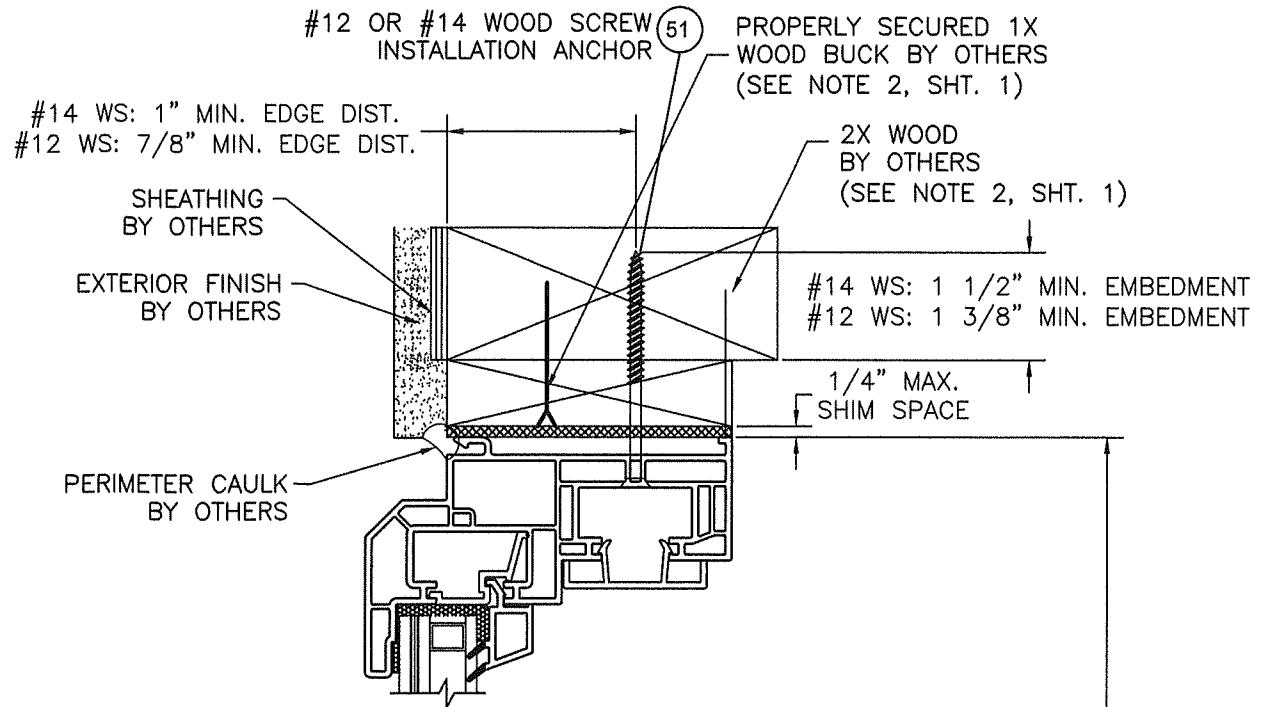 #12 OR #14 WOOD SCREW
INSTALLATION ANCHOR
51
PROPERLY SECURED 1X
WOOD BUCK BY OTHERS
(SEE NOTE 2, SHT. 1)
#14 WS: 1" MIN. EDGE DIST.
#12 WS: 7/8" MIN. EDGE DIST.
2X WOOD
BY OTHERS
(SEE NOTE 2, SHT. 1)
SHEATHING
BY OTHERS
EXTERIOR FINISH
BY OTHERS
#14 WS: 1 1/2" MIN. EMBEDMENT
#12 WS: 1 3/8" MIN. EMBEDMENT
1/4" MAX.
SHIM SPACE
PERIMETER CAULK
BY OTHERS